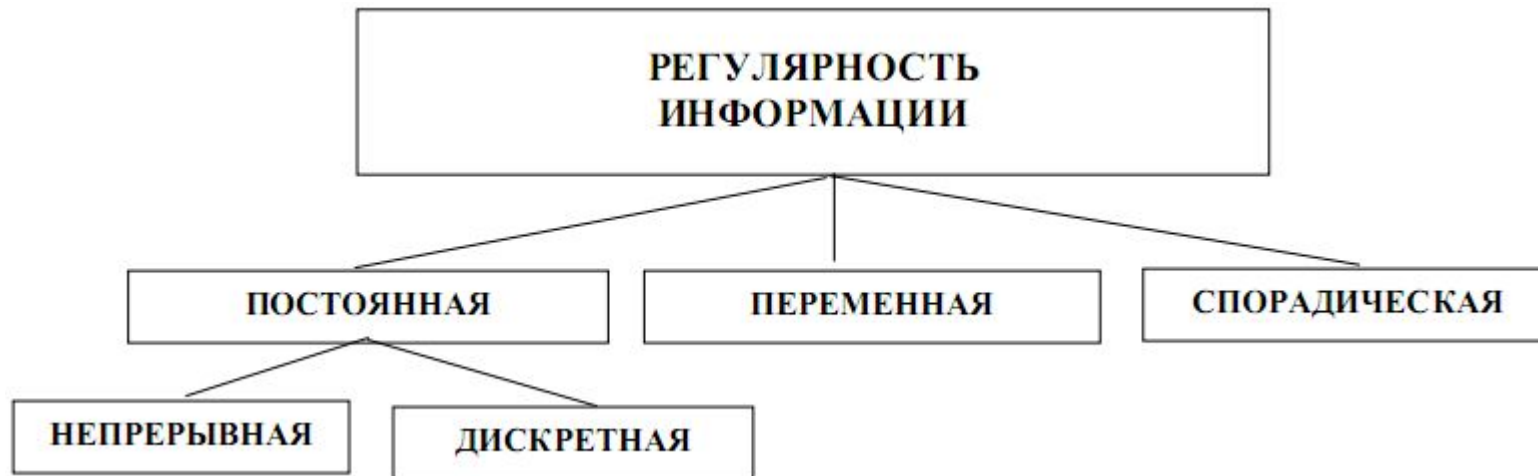 РЕГУЛЯРНОСТЬ
ИНФОРМАЦИИ
ПОСТОЯННАЯ
ПЕРЕМЕННАЯ
СПОРАДИЧЕСКАЯ
НЕПРЕРЫВНАЯ
ДИСКРЕТНАЯ